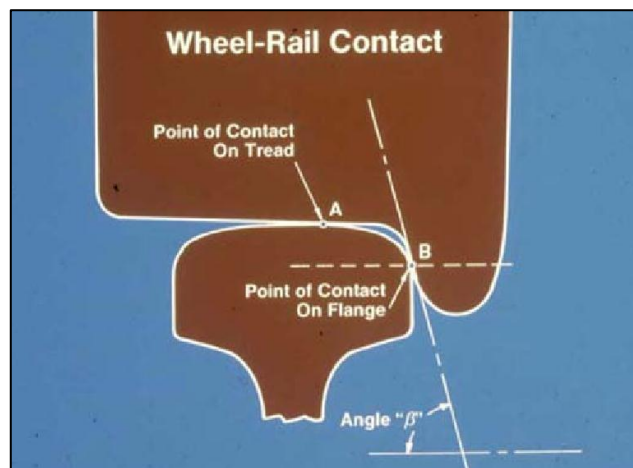 Wheel-Rail Contact
Point of Contact
On Tread
A
B
Point of Contact
On Flange
Angle "β"